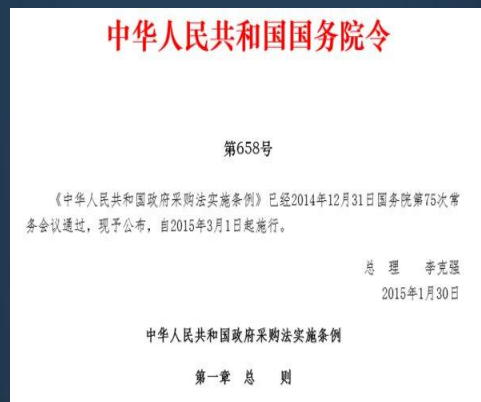 中华人民共和国国务院令
第658号
《中华人民共和国政府采购法实施条例》已经2014年12月31日国务院第75次常
务会议通过，现予公布，自2015年3月1日起施行。
总 理 李克强
2015年1月30日
中华人民共和国政府采购法实施条例
第一章 总 则